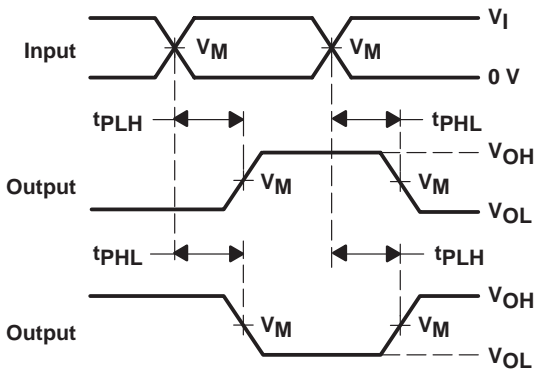 VI
Input VM VM
0 V
tPLH tPHL
VOH
Output VM VM
VOL
tPHL tPLH
VOH
Output VM VM
VOL